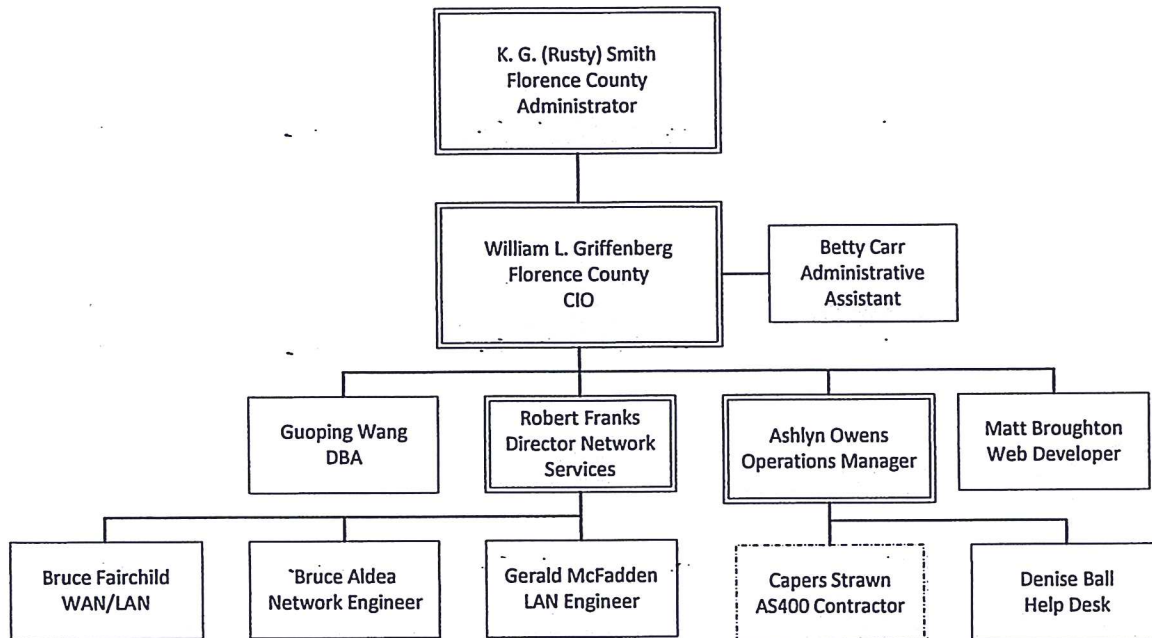 K. G. (Rusty) Smith
Florence County
Administrator
William L. Griffenberg
Florence County
CIO
Betty Carr
Administrative
Assistant
Guoping Wang
DBA
Robert Franks
Director Network
Services
Ashlyn Owens
Operations Manager
Matt Broughton
Web Developer
Bruce Fairchild
WAN/LAN
Bruce Aldea
Network Engineer
Gerald McFadden
LAN Engineer
Capers Strawn
AS400 Contractor
Denise Ball
Help Desk